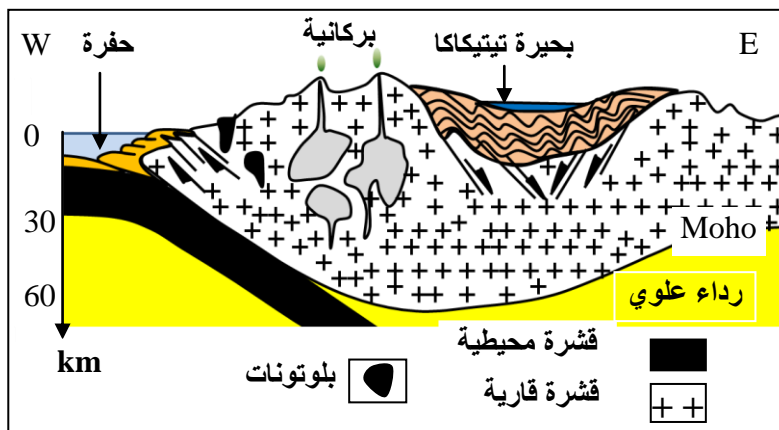 W
حفرة
بركانية
بحيرة تيتيكاكا
E
0
30
60
km
Moho
رداء علوي
قشرة محيطية
قشرة قارية
بلوتونات